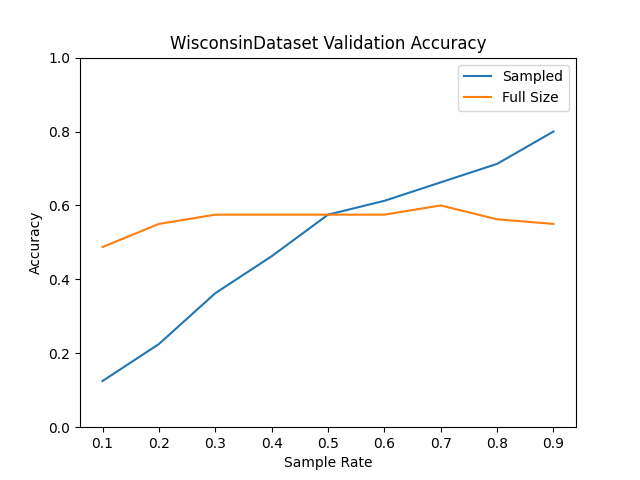 WisconsinDataset Validation Accuracy
1.0
0.8
0.6
0.4
0.2
0.0
Accuracy
Sampled
Full Size
0.1 0.2 0.3 0.4 0.5 0.6 0.7 0.8 0.9
Sample Rate